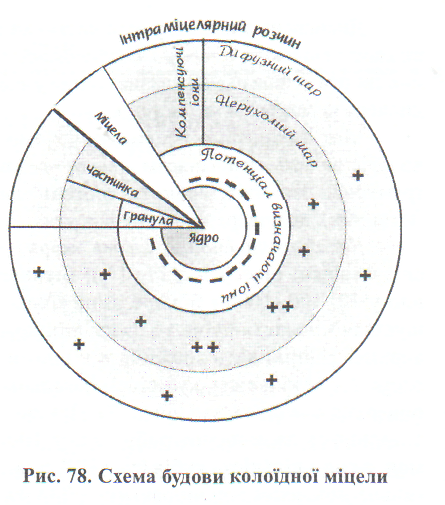 Інтраміцелярний розчин
Дифузний шар
Компенсуючі
іони
Нерухомий шар
Міцела
Потенціал визначаючі іони
частинка
гранула
Ядро
Рис. 78. Схема будови колоїдної міцели